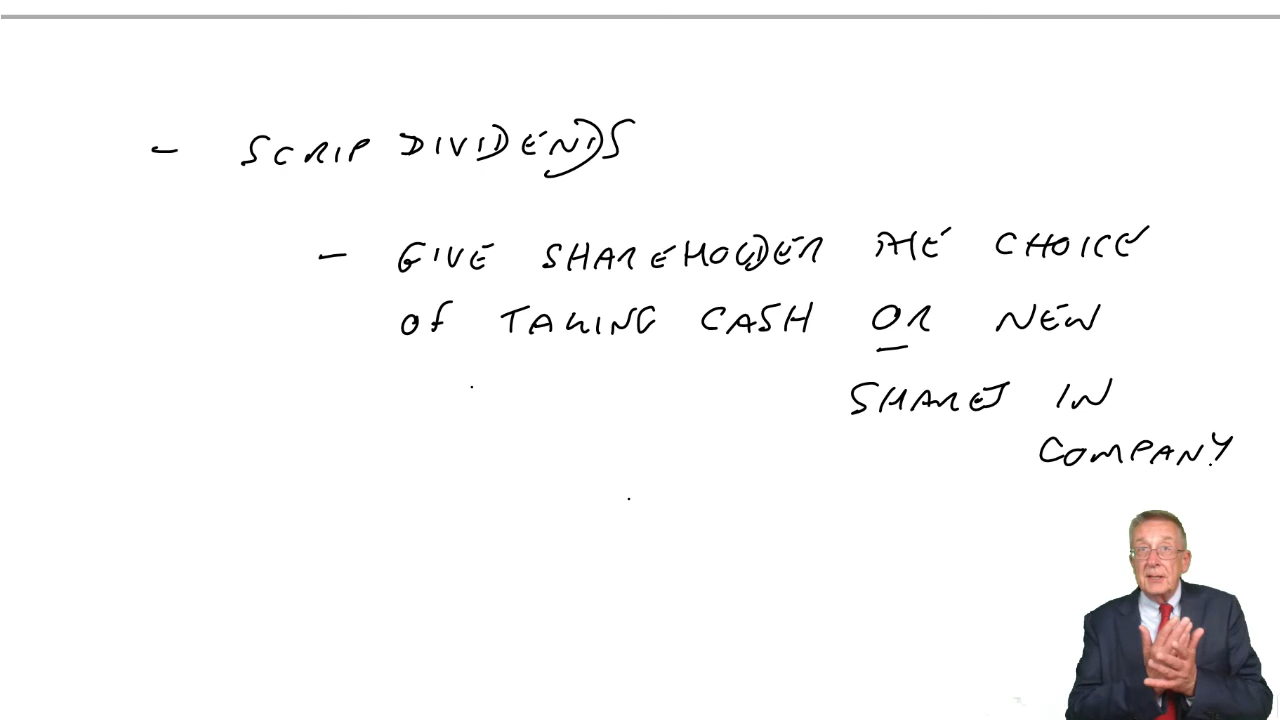 - SCRIP DIVIDENDS
- GIVE SHAREHOLDER THE CHOICE
OF TAKING CASH OR NEW
SHARES IN
COMPANY